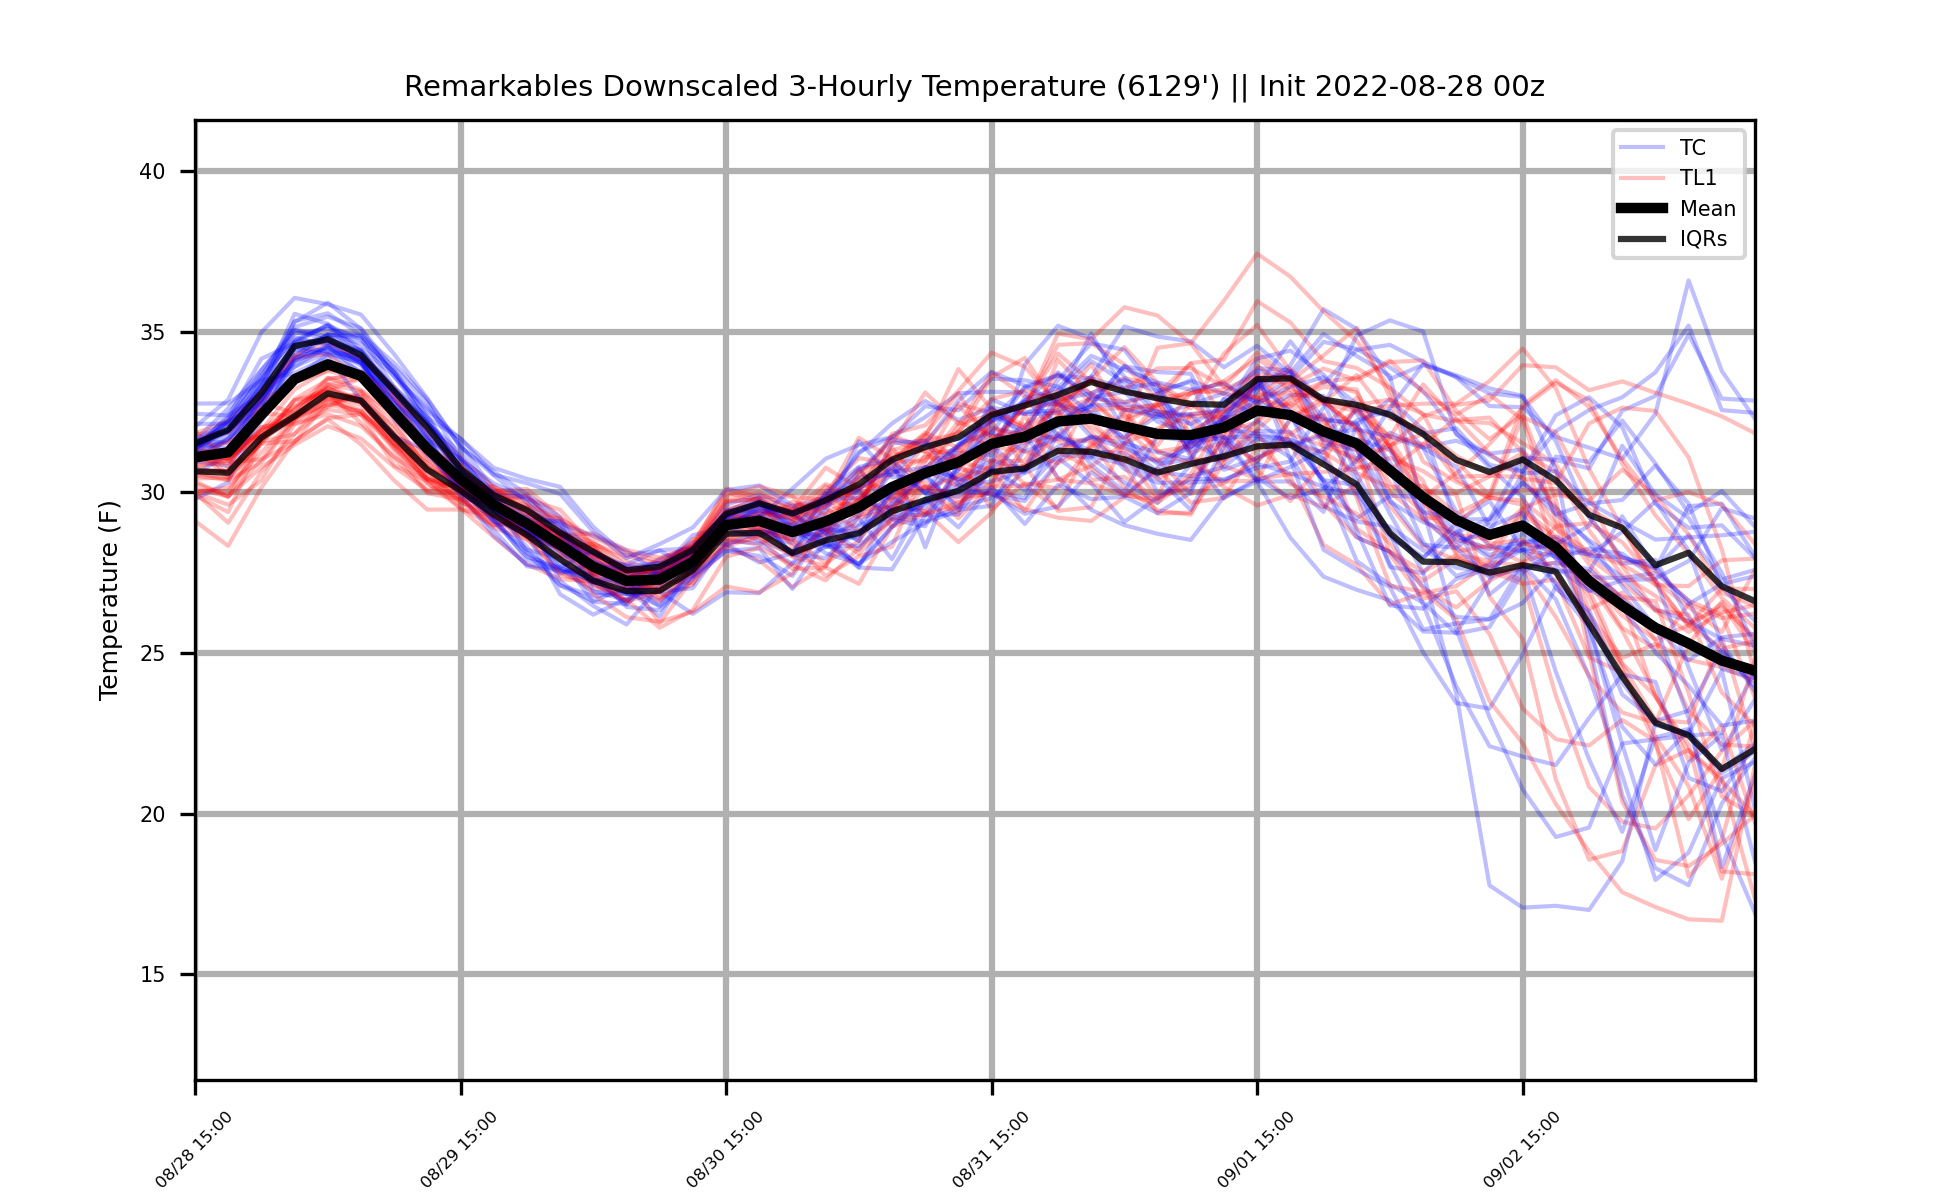 Remarkables Downscaled 3-Hourly Temperature (6129') || Init 2022-08-28 00z
TC
TL1
Mean
IQRs
Temperature (F)
40
35
30
25
20
15
08/28 15:00
08/29 15:00
08/30 15:00
08/31 15:00
09/01 15:00
09/02 15:00